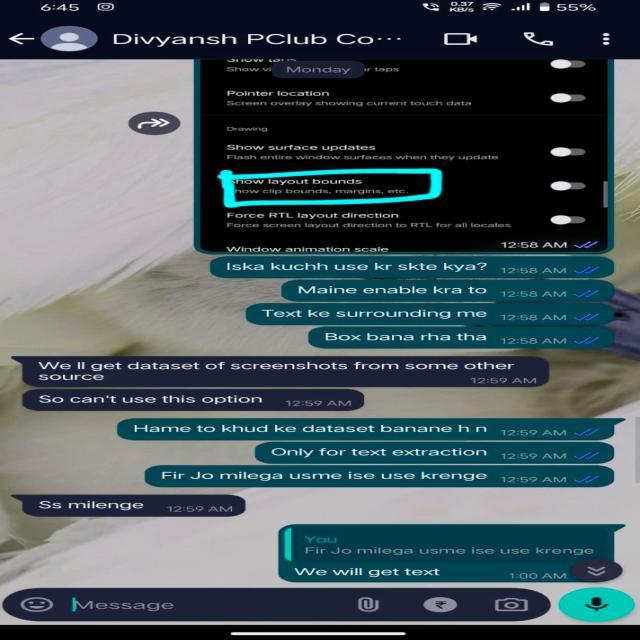 6:45
0.37
KB/s
55%
Divyansh PClub Co···
Monday
Show vi
r taps
Pointer location
Screen overlay showing current touch data
Drawing
Show surface updates
Flash entire window surfaces when they update
how layout bounds
how clip bounds, margins, etc.
Force RTL layout direction
Force screen layout direction to RTL for all locales
Window animation scale
12:58 AM
Iska kuchh use kr skte kya? 12:58 AM
Maine enable kra to 12:58 AM
Text ke surrounding me 12:58 AM
Box bana rha tha 12:58 AM
We ll get dataset of screenshots from some other
source
12:59 AM
So can't use this option 12:59 AM
Hame to khud ke dataset banane h n 12:59 AM
Only for text extraction 12:59 AM
Fir Jo milega usme ise use krenge 12:59 AM
Ss milenge 12:59 AM
You
Fir Jo milega usme ise use krenge
We will get text 1:00 AM
Message